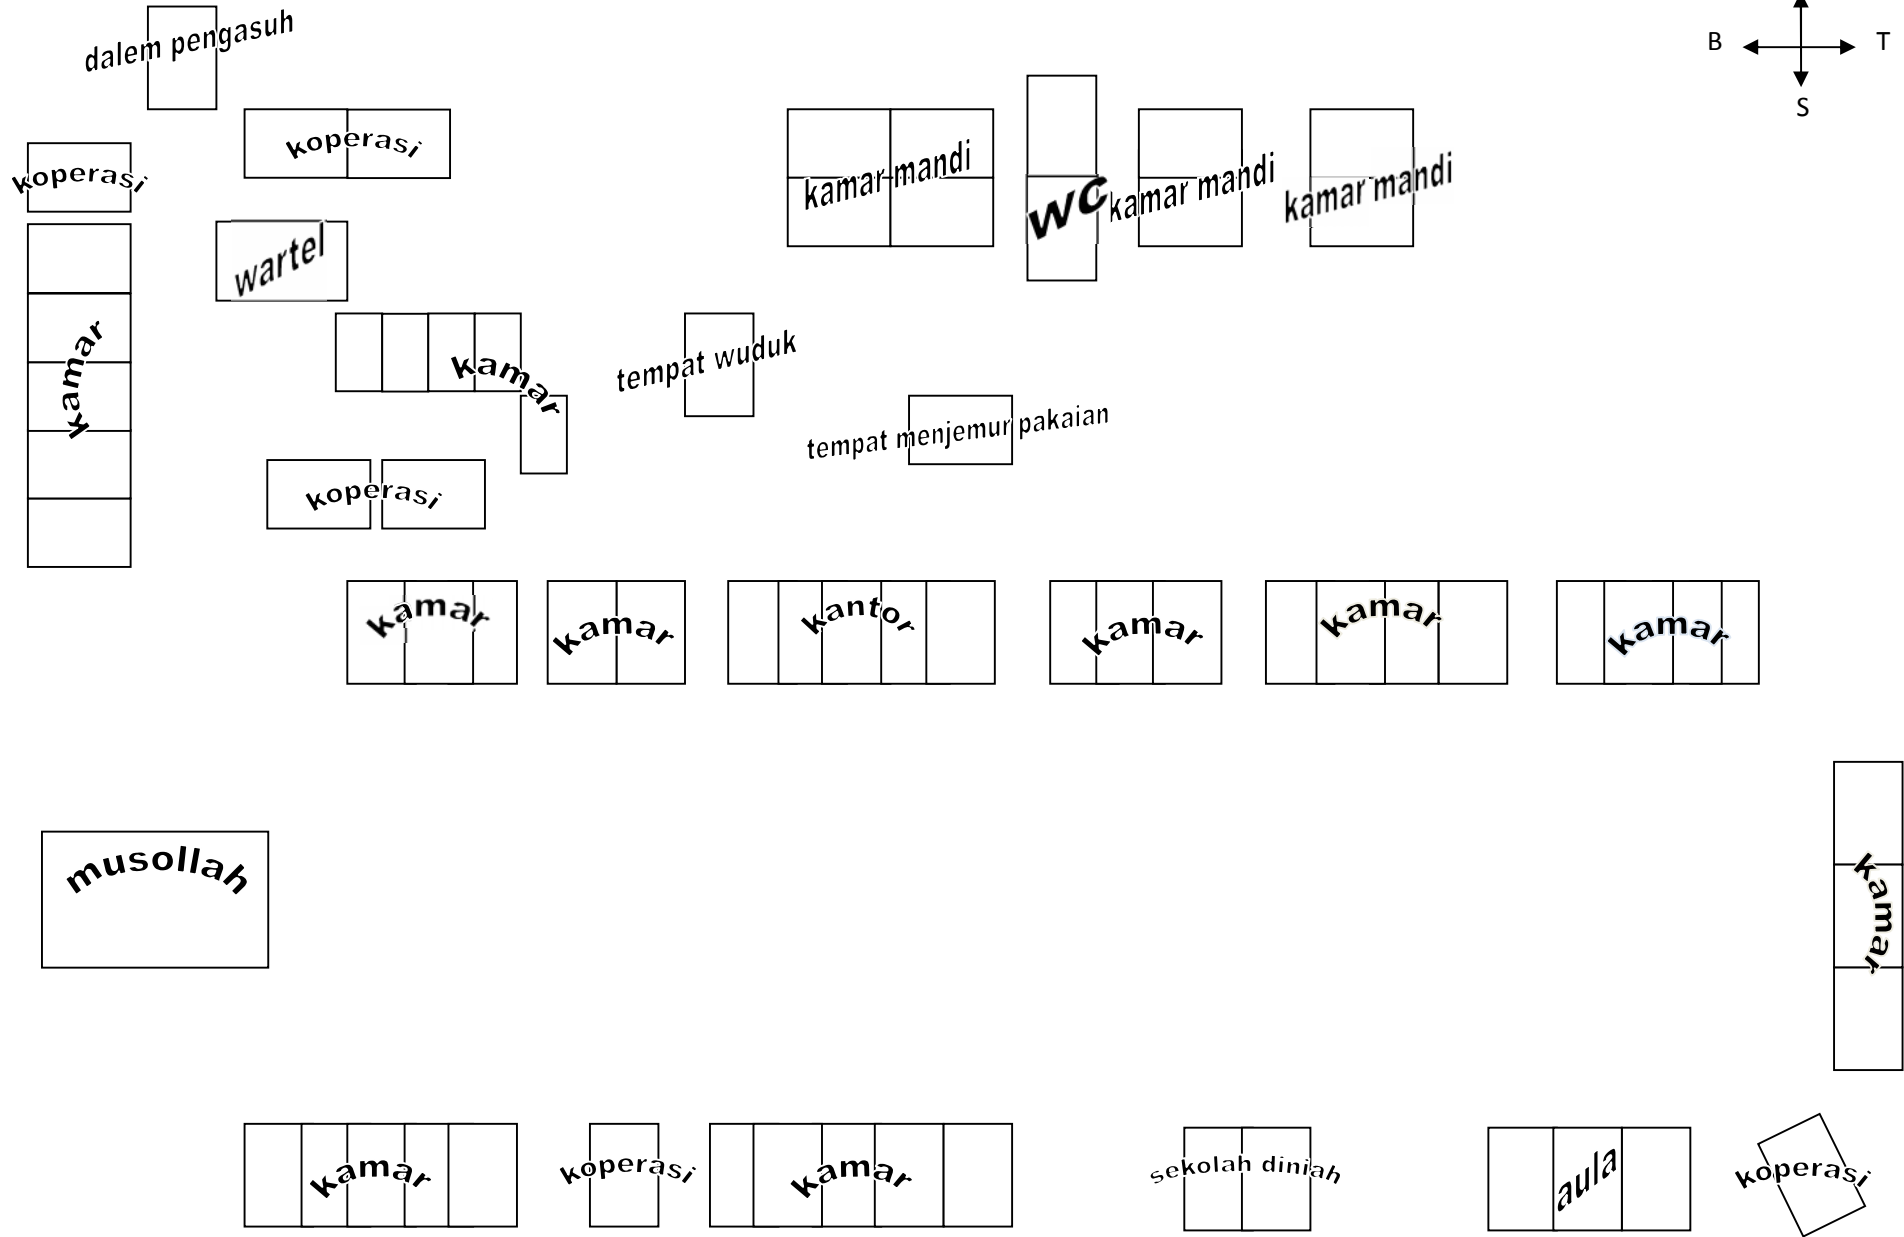 dalem pengasuh
B
T
S
koperasi
koperasi
kamar mandi
wc
kamar mandi
kamar mandi
wartel
kamar
kamar
tempat wuduk
tempat menjemur pakaian
koperasi
kamar
kamar
kantor
kamar
kamar
kamar
musollah
kamar
kamar
koperasi
kamar
sekolah diniah
aula
koperasi